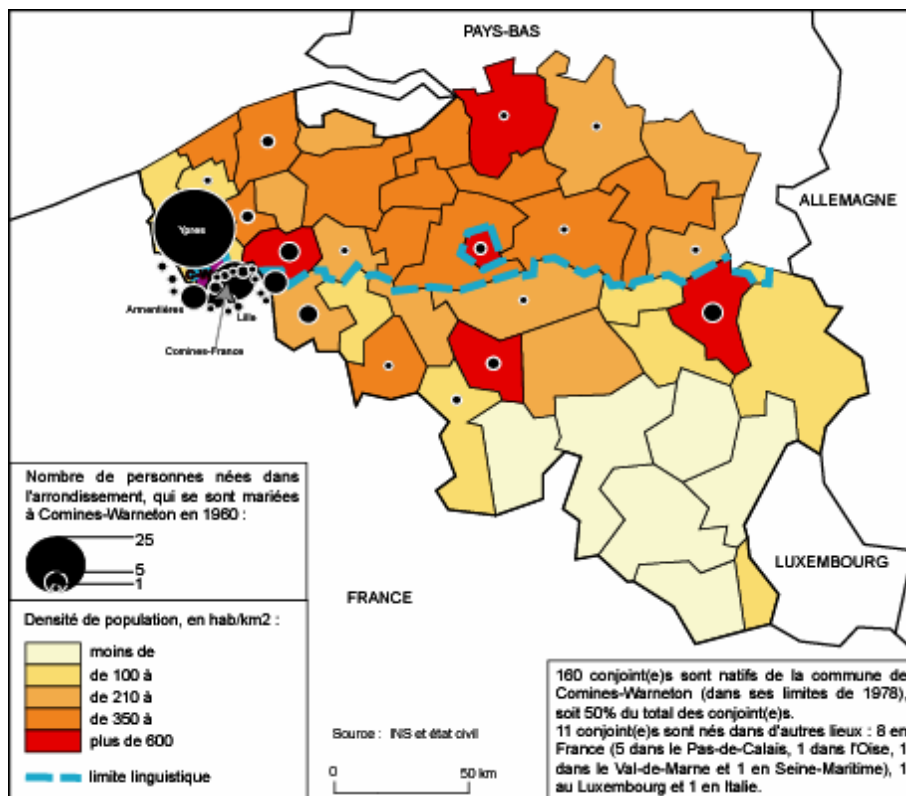 PAYS-BAS
ALLEMAGNE
Ypres
Armentières
Lille
Comines-France
Nombre de personnes nées dans
l'arrondissement, qui se sont mariées
à Comines-Warneton en 1960 :
25
5
1
LUXEMBOURG
FRANCE
Densité de population, en hab/km2 :
moins de
de 100 à
de 210 à
de 350 à
plus de 600
limite linguistique
Source : INS et état civil
0 50 km
160 conjoint(e)s sont natifs de la commune de
Comines-Warneton (dans ses limites de 1978),
soit 50% du total des conjoint(e)s.
11 conjoint(e)s sont nés dans d'autres lieux : 8 en
France (5 dans le Pas-de-Calais, 1 dans l'Oise, 1
dans le Val-de-Marne et 1 en Seine-Maritime), 1
au Luxembourg et 1 en Italie.